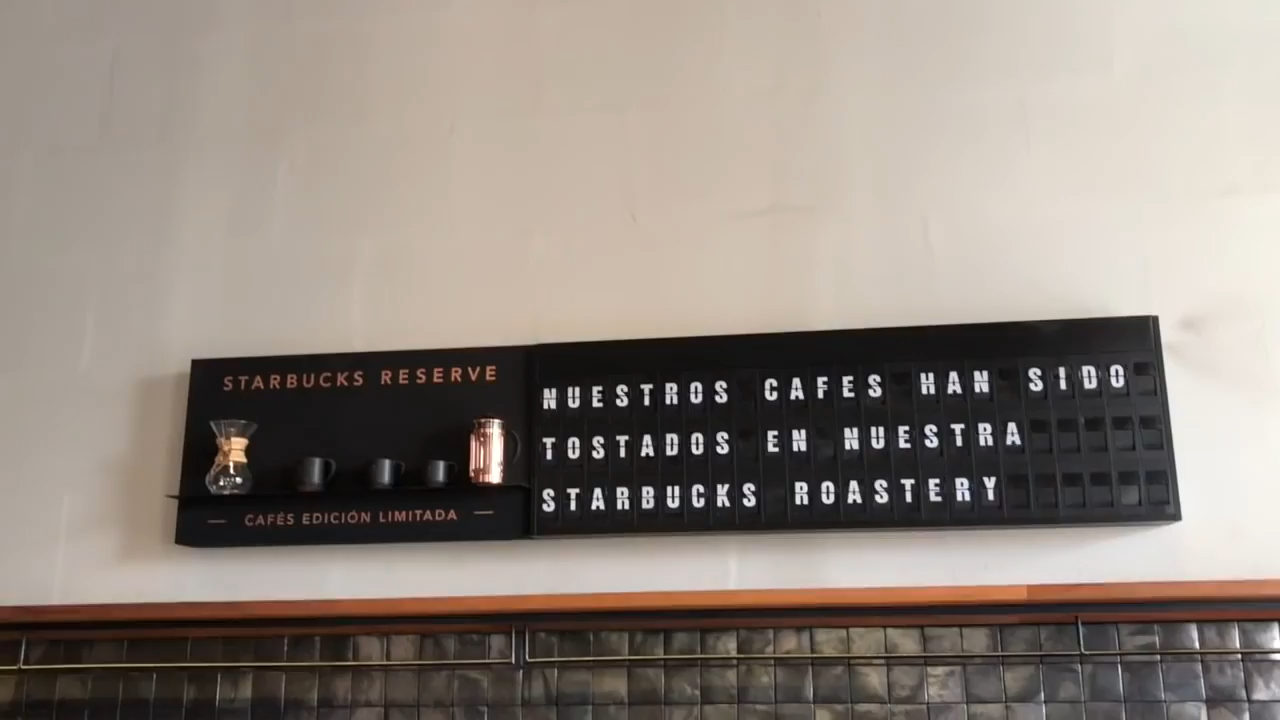 STARBUCKS RESERVE
CAFÉS EDICIÓN LIMITADA
NUESTROS CAFES HAN SIDO
TOSTADOS EN NUESTRA
STARBUCKS ROASTERY